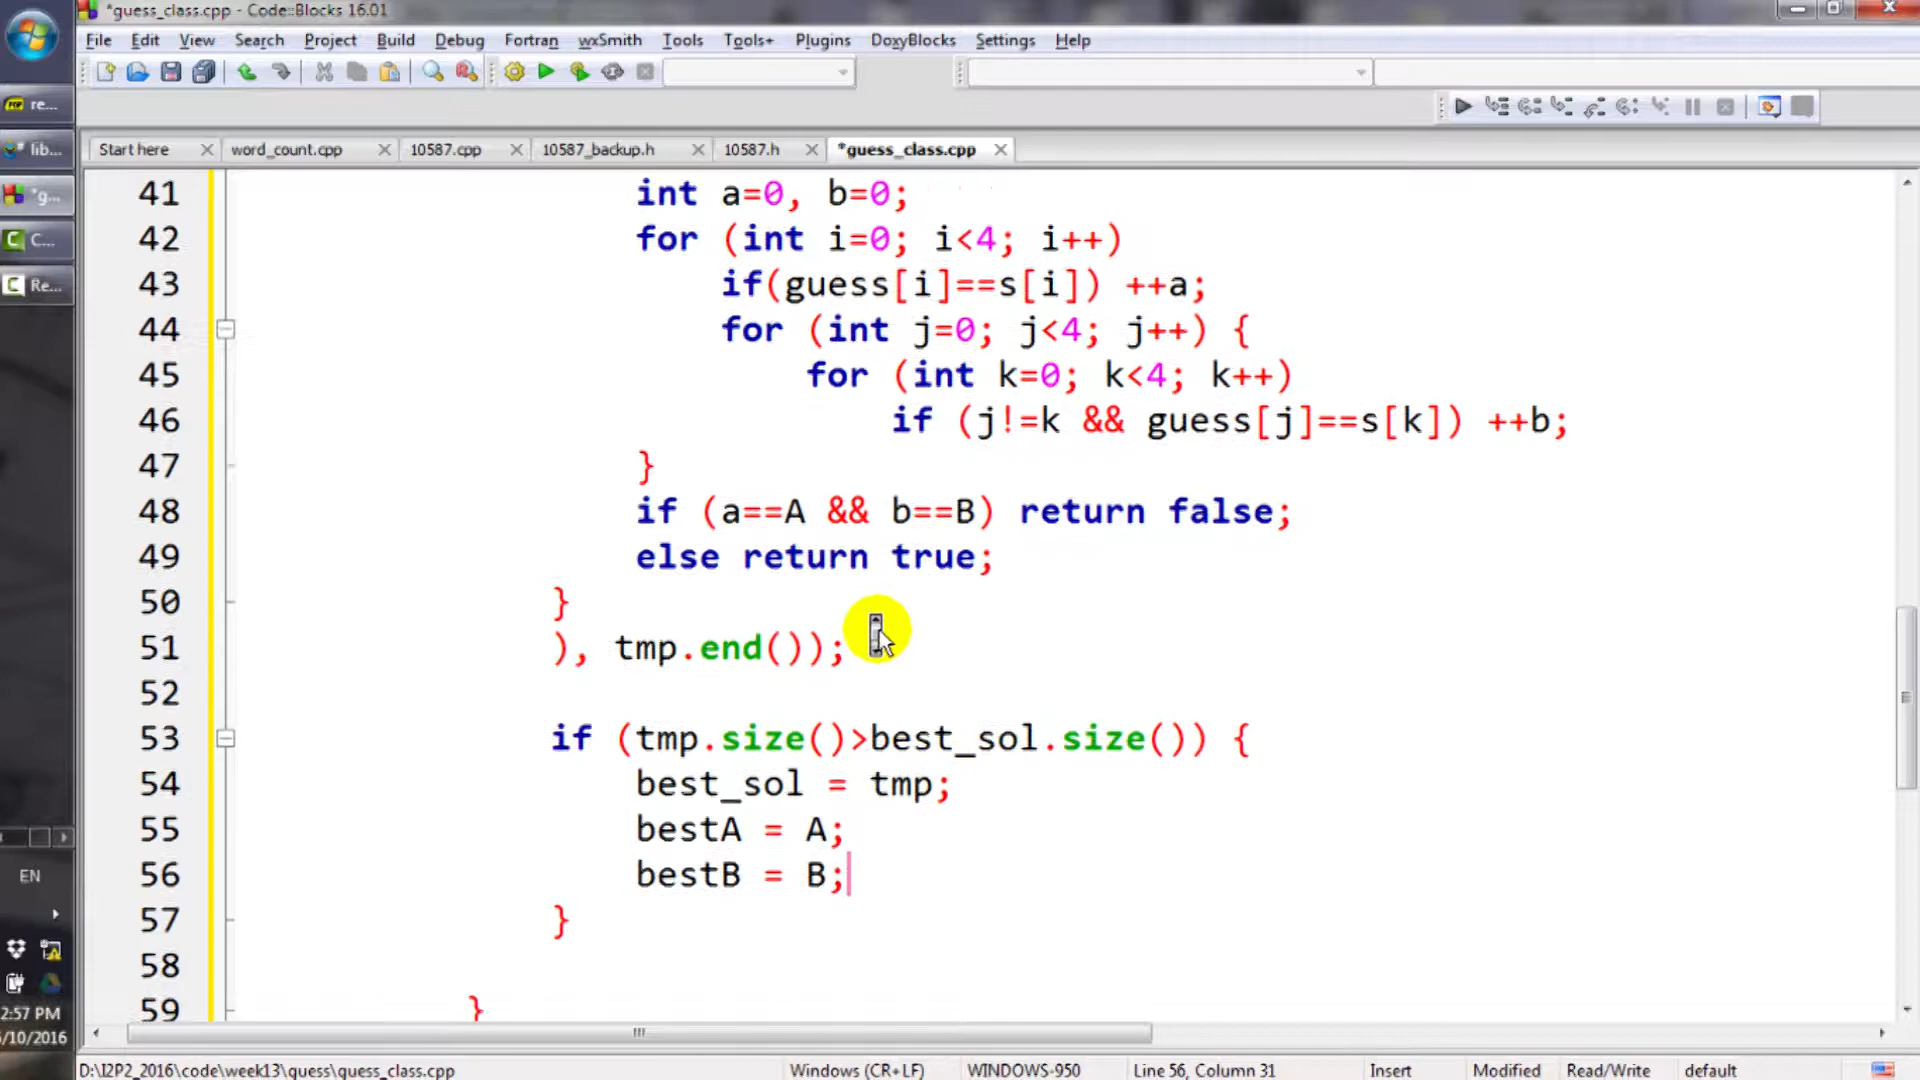 *guess_class.cpp - Code::Blocks 16.01
File Edit View Search Project Build Debug Fortran wxSmith Tools Tools+ Plugins DoxyBlocks Settings Help
re...
lib...
*g...
C...
Re...
Start here word_count.cpp 10587.cpp 10587_backup.h 10587.h *guess_class.cpp
41 int a=0, b=0;
42 for (int i=0; i<4; i++)
43 if(guess[i]==s[i]) ++a;
44 for (int j=0; j<4; j++) {
45 for (int k=0; k<4; k++)
46 if (j!=k && guess[j]==s[k]) ++b;
47 }
48 if (a==A && b==B) return false;
49 else return true;
50 }
51 ), tmp.end());
52
53 if (tmp.size()>best_sol.size()) {
54 best_sol = tmp;
55 bestA = A;
56 bestB = B;
57 }
58
59 }
EN
2:57 PM
5/10/2016
D:\I2P2_2016\code\week13\guess\guess_class.cpp Windows (CR+LF) WINDOWS-950 Line 56, Column 31 Insert Modified Read/Write default